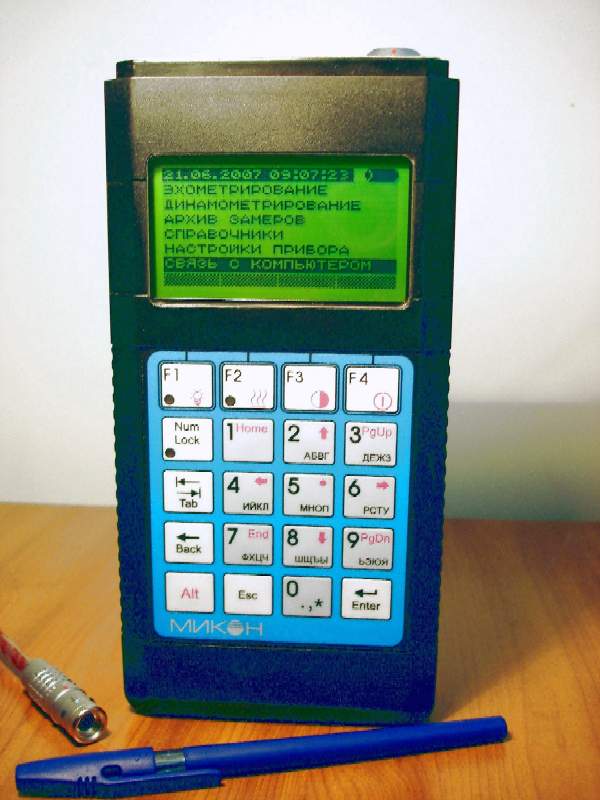 21.06.2007 09:07:23
ЭХОМЕТРИРОВАНИЕ
ДИНАМОМЕТРИРОВАНИЕ
АРХИВ ЗАМЕРОВ
СПРАВОЧНИКИ
НАСТРОЙКИ ПРИБОРА
СВЯЗЬ С КОМПЬЮТЕРОМ
F1 F2 F3 F4
Num Lock 1 Home 2 АБВГ 3 PgUp ДЕЖЗ
Tab 4 ИЙКЛ 5 МНОП 6 РСТУ
Back 7 End ФХЦЧ 8 ШЩЪЫ 9 PgDn ЬЭЮЯ
Alt Esc 0 .,* Enter
МИКОН